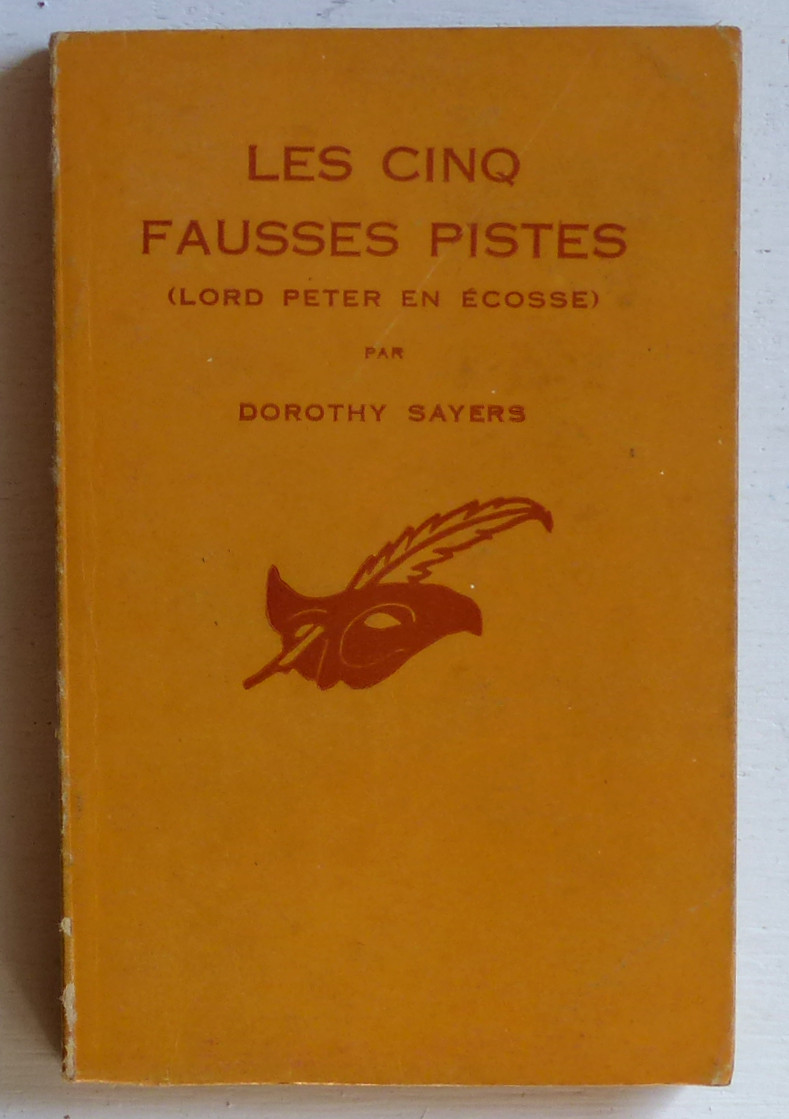 LES CINQ
FAUSSES PISTES
(LORD PETER EN ÉCOSSE)
PAR
DOROTHY SAYERS